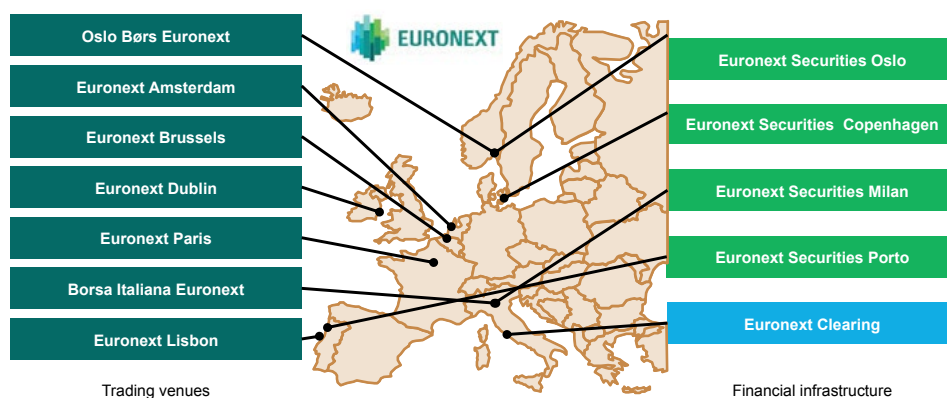 EURONEXT
Oslo Børs Euronext
Euronext Amsterdam
Euronext Brussels
Euronext Dublin
Euronext Paris
Borsa Italiana Euronext
Euronext Lisbon
Trading venues
Euronext Securities Oslo
Euronext Securities Copenhagen
Euronext Securities Milan
Euronext Securities Porto
Euronext Clearing
Financial infrastructure